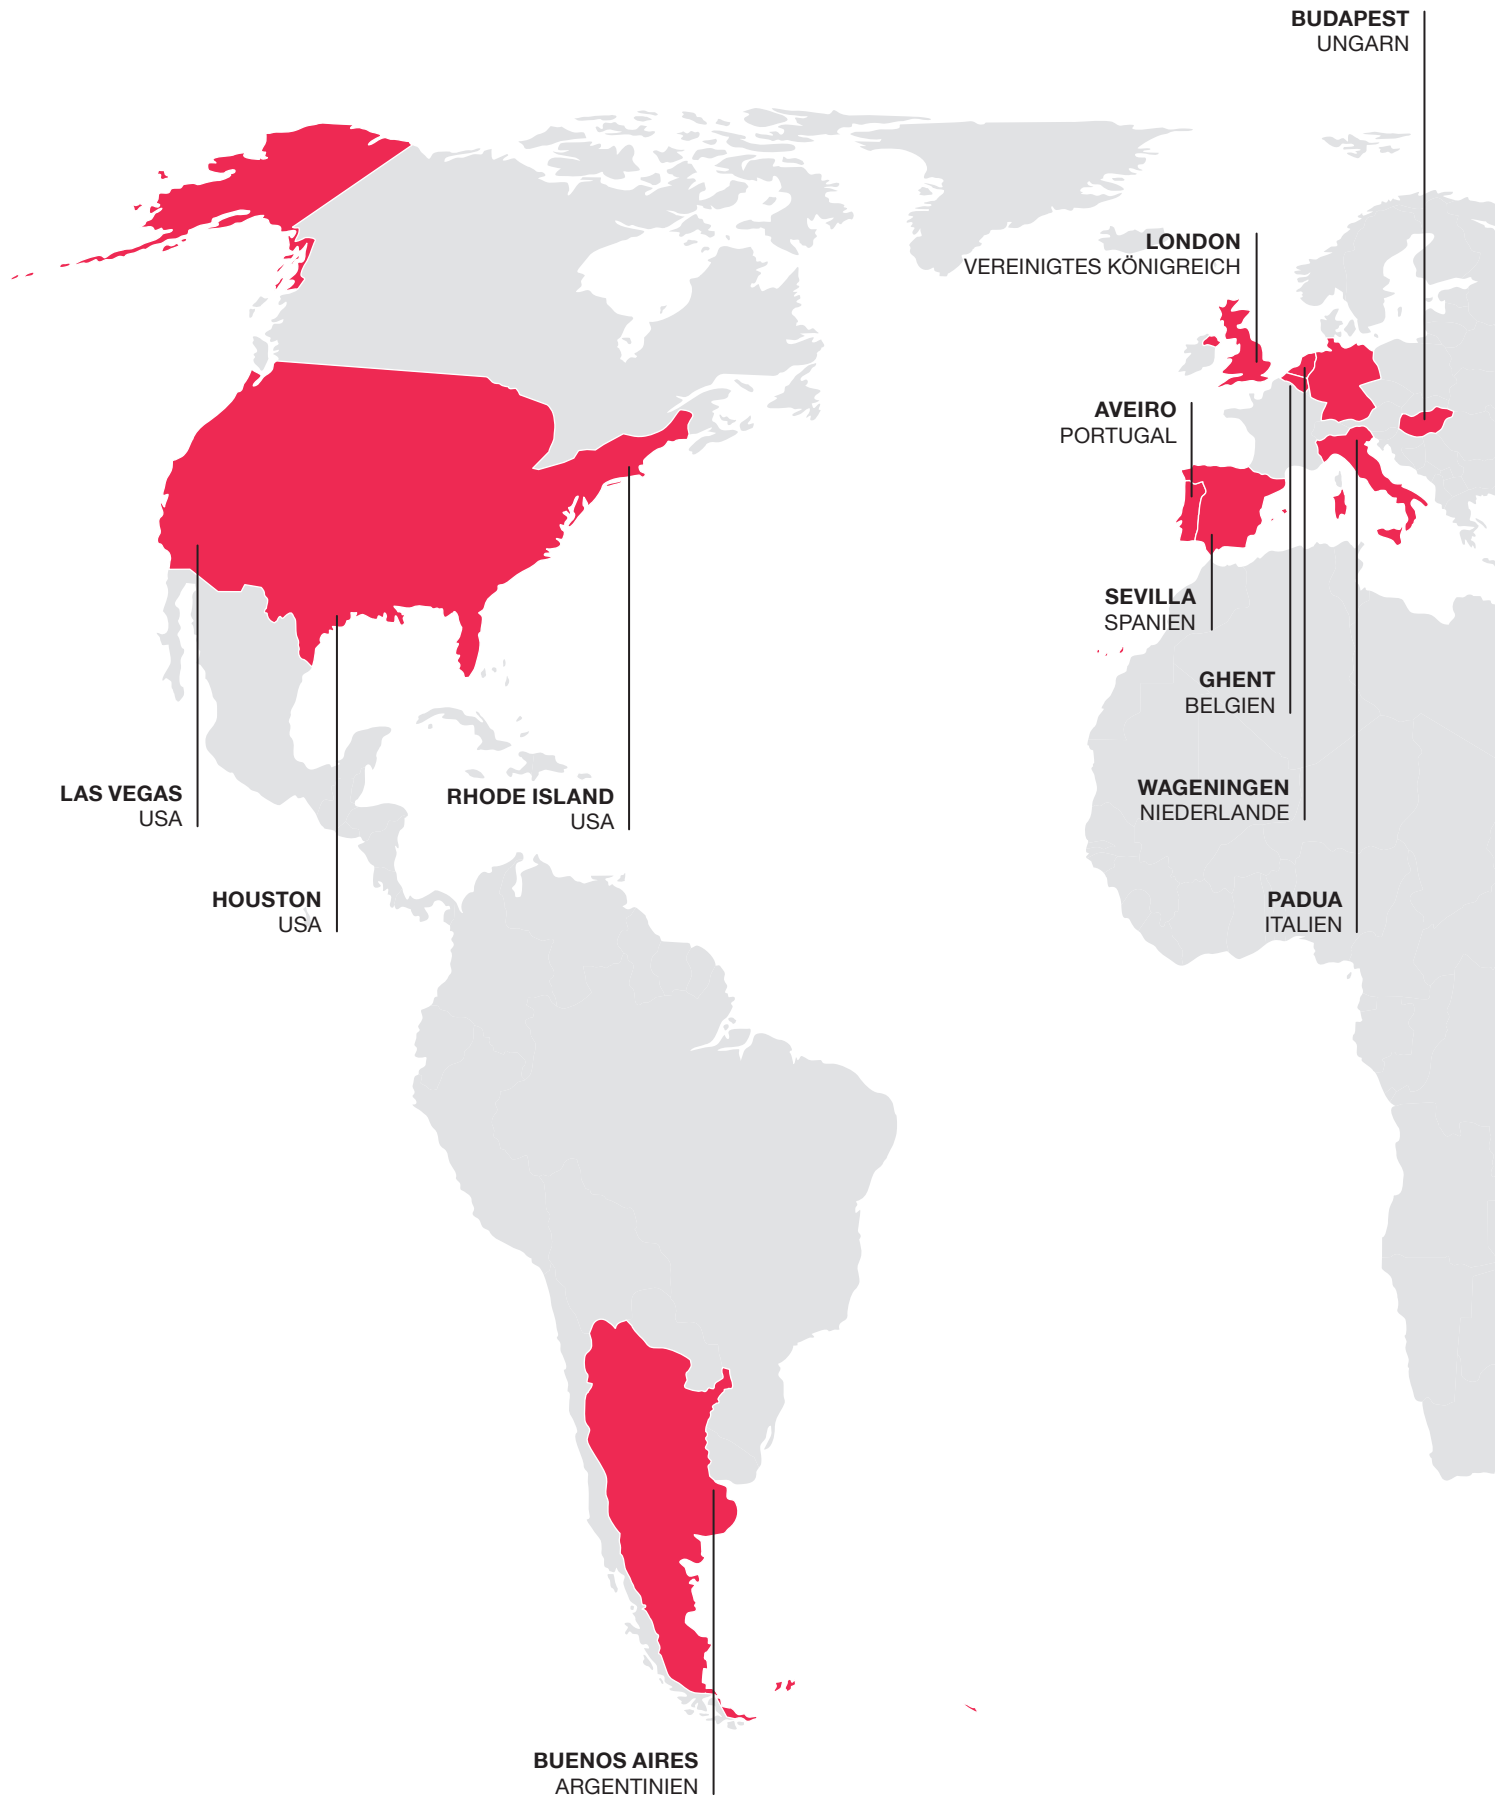 BUDAPEST
UNGARN
LONDON
VEREINIGTES KÖNIGREICH
AVEIRO
PORTUGAL
SEVILLA
SPANIEN
GHENT
BELGIEN
WAGENINGEN
NIEDERLANDE
LAS VEGAS
USA
RHODE ISLAND
USA
HOUSTON
USA
PADUA
ITALIEN
BUENOS AIRES
ARGENTINIEN